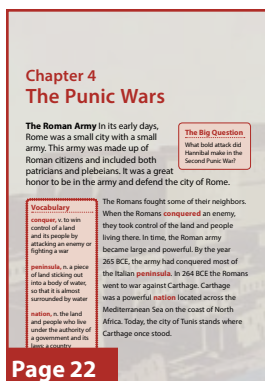 Chapter 4
The Punic Wars
The Roman Army In its early days,
Rome was a small city with a small
army. This army was made up of
Roman citizens and included both
patricians and plebeians. It was a great
honor to be in the army and defend the city of Rome.
The Big Question
What bold attack did
Hannibal make in the
Second Punic War?
Vocabulary
conquer, v. to win
control of a land
and its people by
attacking an enemy or
fighting a war
peninsula, n. a piece
of land sticking out
into a body of water,
so that it is almost
surrounded by water
nation, n. the land
and people who live
under the authority of
a government and its
laws; a country
The Romans fought some of their neighbors.
When the Romans conquered an enemy,
they took control of the land and people
living there. In time, the Roman army
became large and powerful. By the year
265 BCE, the army had conquered most of
the Italian peninsula. In 264 BCE the Romans
went to war against Carthage. Carthage
was a powerful nation located across the
Mediterranean Sea on the coast of North
Africa. Today, the city of Tunis stands where
Carthage once stood.
Page 22